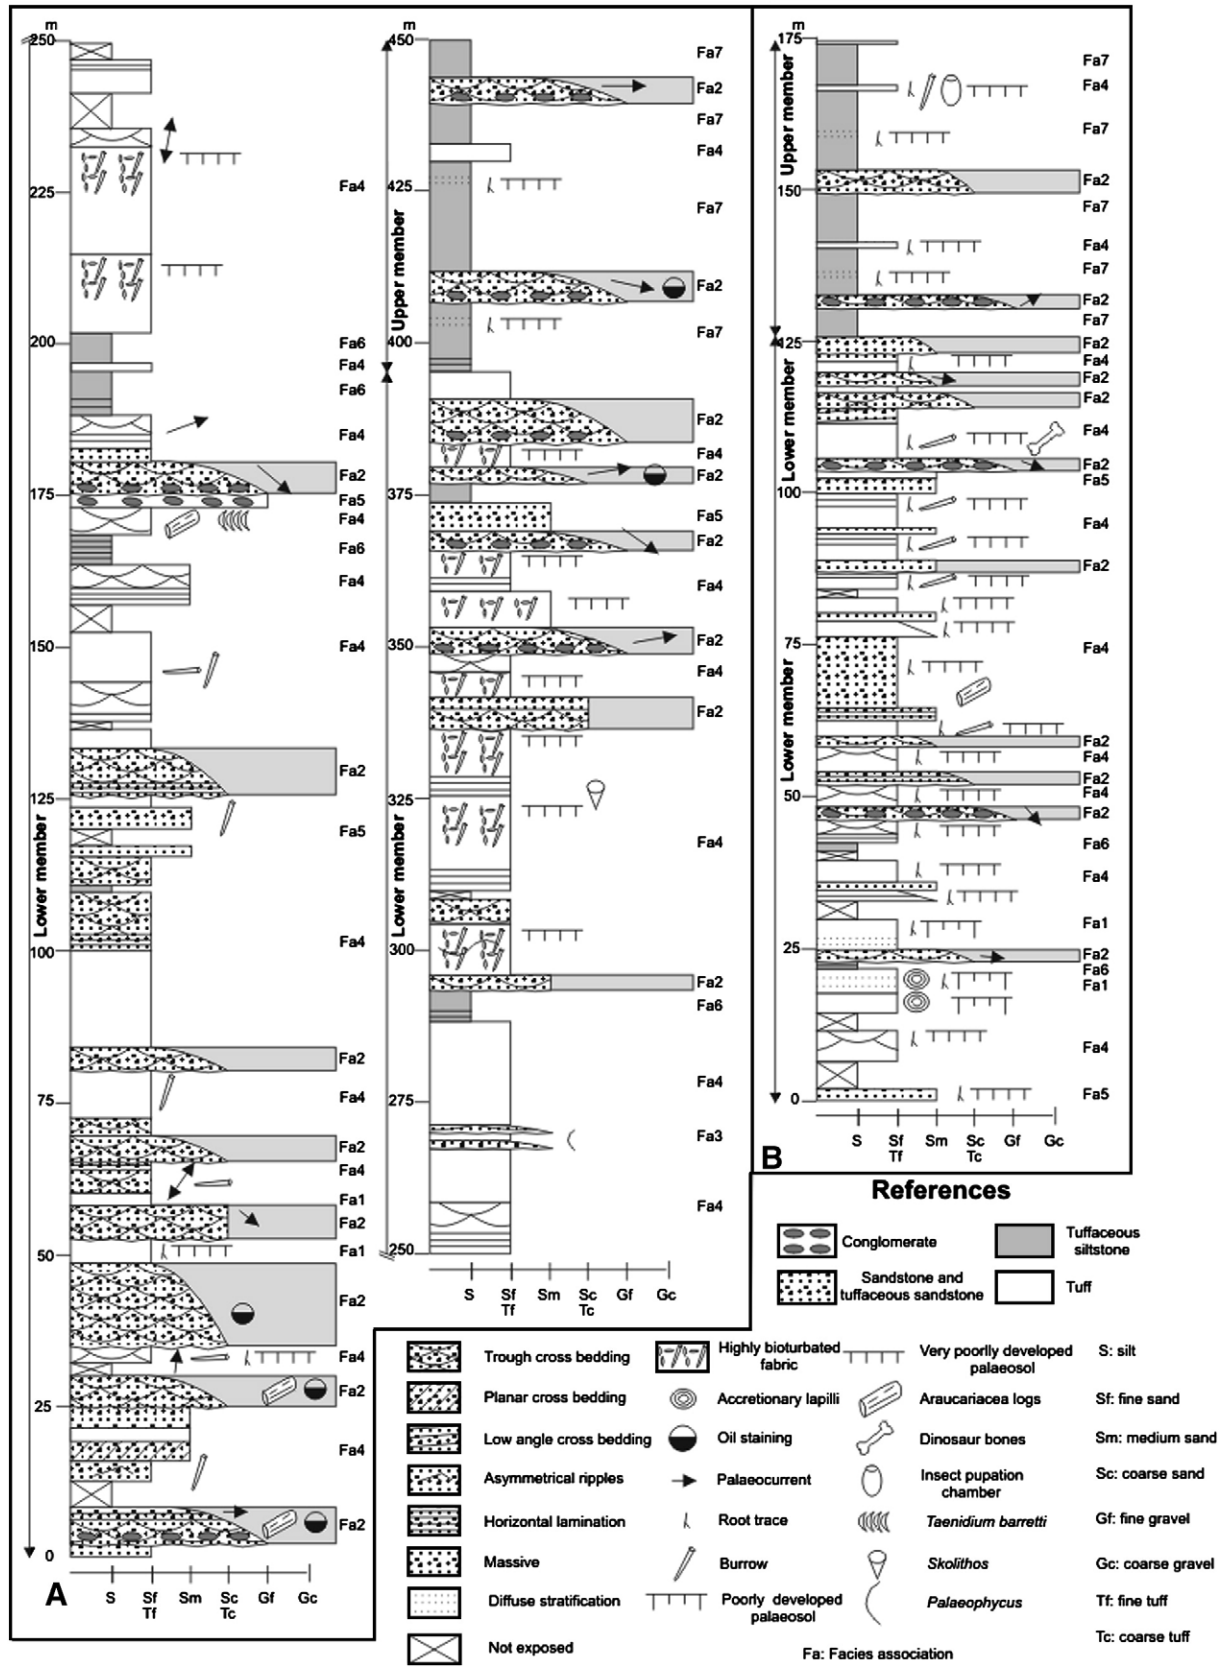 m
250
225
200
175
150
125
100
75
50
25
0
Lower member
Fa4
Fa6
Fa4
Fa6
Fa4
Fa2
Fa5
Fa4
Fa6
Fa4
Fa4
Fa2
Fa5
Fa4
Fa2
Fa4
Fa2
Fa4
Fa1
Fa2
Fa1
Fa2
Fa4
Fa2
Fa4
Fa2
A
S Sf Sm Sc Gf Gc
Tf Tc
m
450
425
400
375
350
325
300
275
250
Upper member
Lower member
Fa7
Fa2
Fa7
Fa4
Fa7
Fa2
Fa7
Fa2
Fa4
Fa2
Fa5
Fa2
Fa4
Fa2
Fa4
Fa2
Fa4
Fa2
Fa6
Fa4
Fa3
Fa4
S Sf Sm Sc Gf Gc
Tf Tc
m
175
150
125
100
75
50
25
0
Upper member
Lower member
Lower member
Fa7
Fa4
Fa7
Fa2
Fa7
Fa4
Fa7
Fa2
Fa7
Fa2
Fa4
Fa2
Fa2
Fa4
Fa2
Fa5
Fa4
Fa2
Fa4
Fa2
Fa4
Fa2
Fa4
Fa2
Fa6
Fa4
Fa1
Fa2
Fa6
Fa1
Fa4
Fa5
B
S Sf Sm Sc Gf Gc
Tf Tc
References
Conglomerate
Tuffaceous
siltstone
Sandstone and
tuffaceous sandstone
Tuff
Trough cross bedding
Planar cross bedding
Low angle cross bedding
Asymmetrical ripples
Horizontal lamination
Massive
Diffuse stratification
Not exposed
Highly bioturbated
fabric
Accretionary lapilli
Oil staining
Palaeocurrent
Root trace
Burrow
Poorly developed
palaeosol
Very poorlly developed
palaeosol
Araucariacea logs
Dinosaur bones
Insect pupation
chamber
Taenidium barretti
Skolithos
Palaeophycus
Fa: Facies association
S: silt
Sf: fine sand
Sm: medium sand
Sc: coarse sand
Gf: fine gravel
Gc: coarse gravel
Tf: fine tuff
Tc: coarse tuff